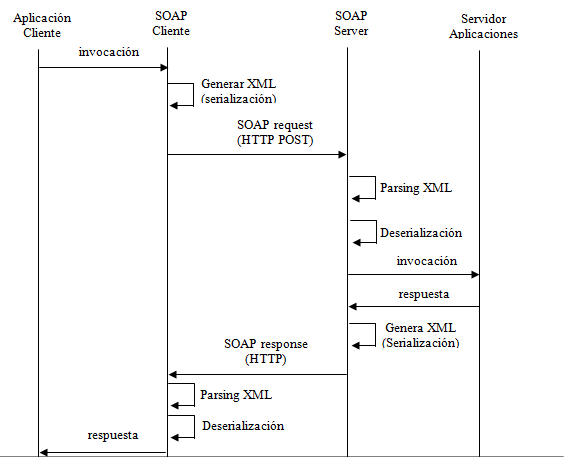 Aplicación
Cliente
SOAP
Cliente
SOAP
Server
Servidor
Aplicaciones
invocación
Generar XML
(serialización)
SOAP request
(HTTP POST)
Parsing XML
Deserialización
invocación
respuesta
Genera XML
(Serialización)
SOAP response
(HTTP)
Parsing XML
Deserialización
respuesta